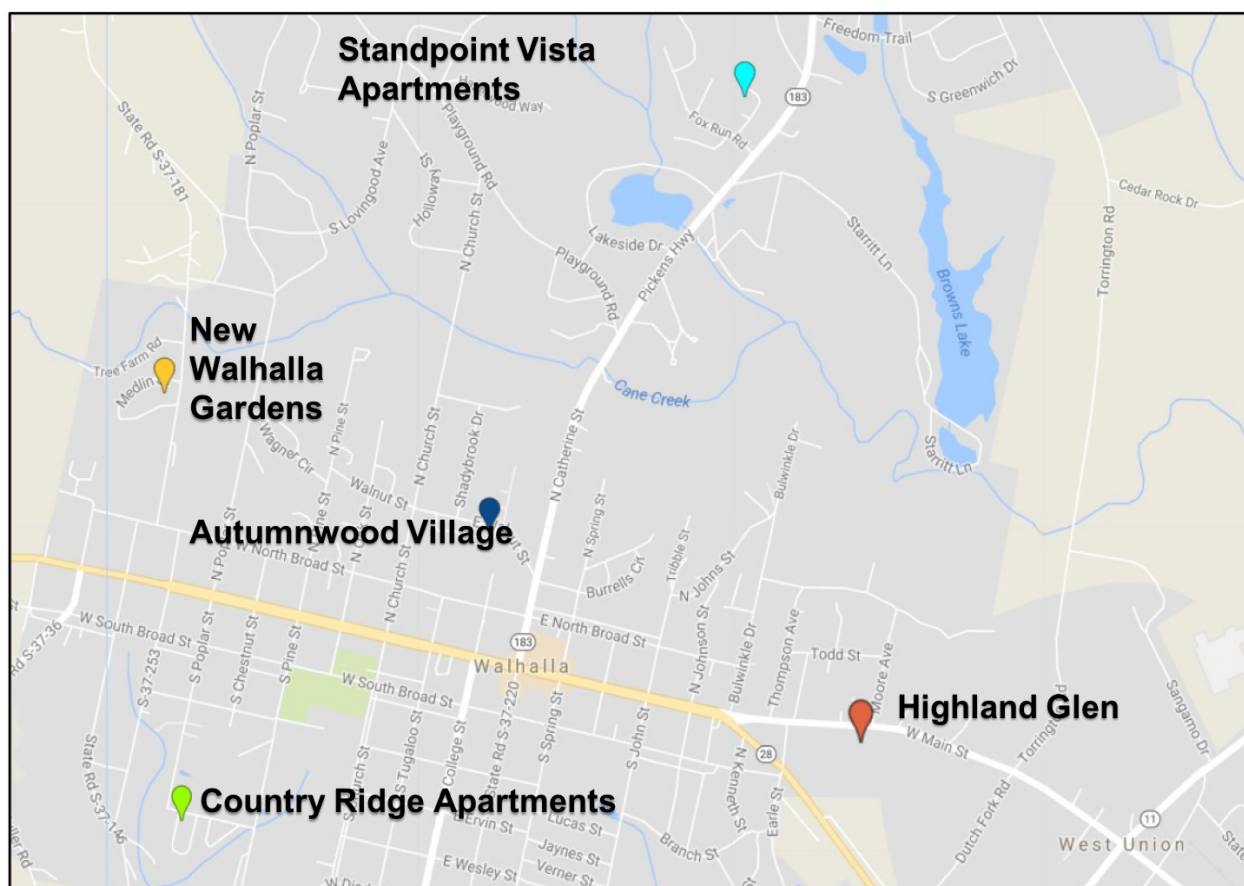 Standpoint Vista
Apartments
Freedom Trail
S Greenwich Dr
183
Fox Run Rd
State Rd S-37-181
N Poplar St
Playground Rd
S Lovingood Ave
S Holloway
N Church St
Cedar Rock Dr
Torrington Rd
Lakeside Dr
Starritt Ln
Pickens Hwy
Playground Rd
Browns Lake
New
Walhalla
Gardens
Tree Farm Rd
Medlin
Cane Creek
Wagner Cir
N Pine St
N Church St
Shadybrook Dr
N Catherine St
Bulwinkle Dr
Starritt Ln
Walnut St
Autumnwood Village
N Spring St
Tribble St
N Johns St
W North Broad St
N Church St
Burrells Cir
E North Broad St
183
Walhalla
N Johnson St
Bulwinkle Dr
Thompson Ave
Todd St
Moore Ave
Rd S-37-36
W South Broad St
S-37-253
S Poplar St
S Chestnut St
S Pine St
W South Broad St
Highland Glen
W Main St
Torrington Rd
Sangamo Dr
S Tugaloo St
College St
State Rd S-37-220
S Spring St
S John St
N Kenneth St
28
Earle St
Country Ridge Apartments
State Rd S-37-146
Church St
E Ervin St
Lucas St
Jaynes St
Verner St
E Wesley St
Branch St
Dutch Fork Rd
11
West Union